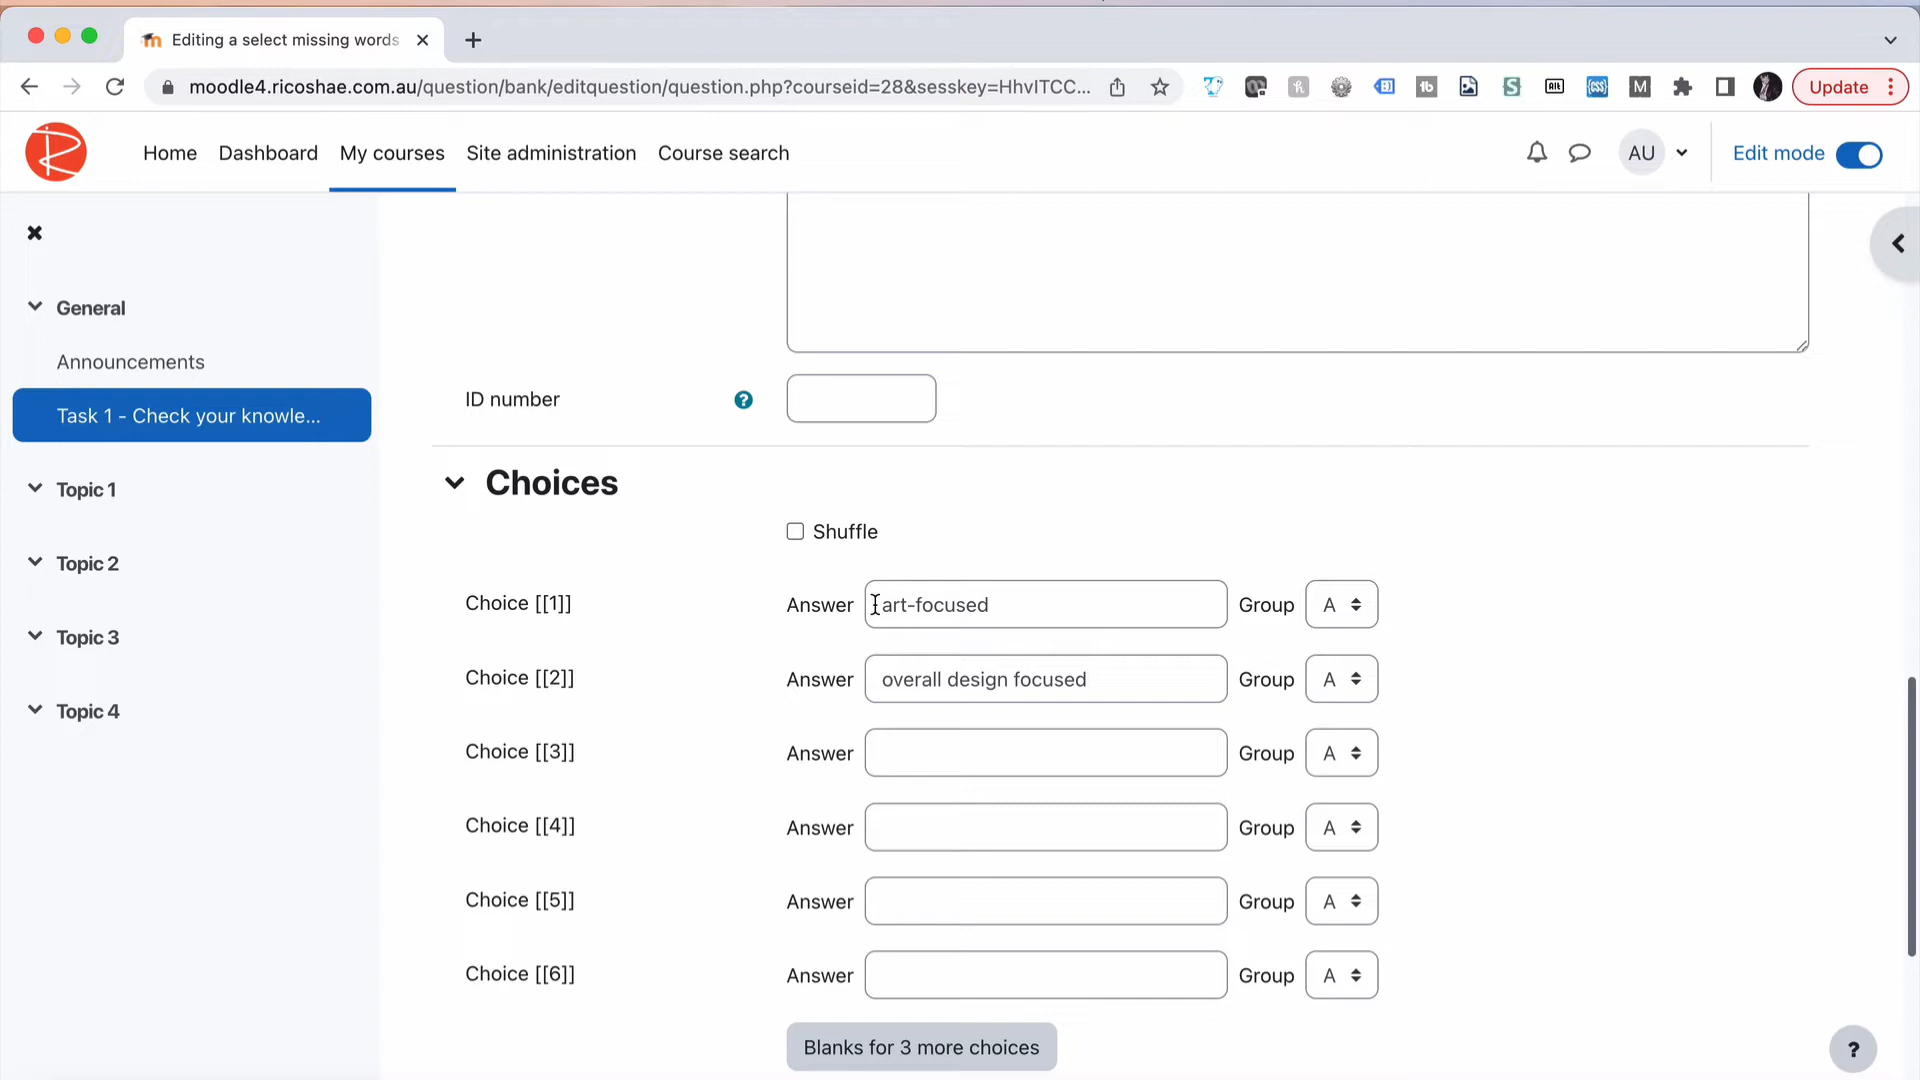 Editing a select missing words
moodle4.ricoshae.com.au/question/bank/editquestion/question.php?courseid=28&sesskey=HhvITCC...
Update
Home Dashboard My courses Site administration Course search
AU
Edit mode
General
Announcements
Task 1 - Check your knowle...
Topic 1
Topic 2
Topic 3
Topic 4
ID number
Choices
Shuffle
Choice [[1]] Answer art-focused Group A
Choice [[2]] Answer overall design focused Group A
Choice [[3]] Answer Group A
Choice [[4]] Answer Group A
Choice [[5]] Answer Group A
Choice [[6]] Answer Group A
Blanks for 3 more choices
?